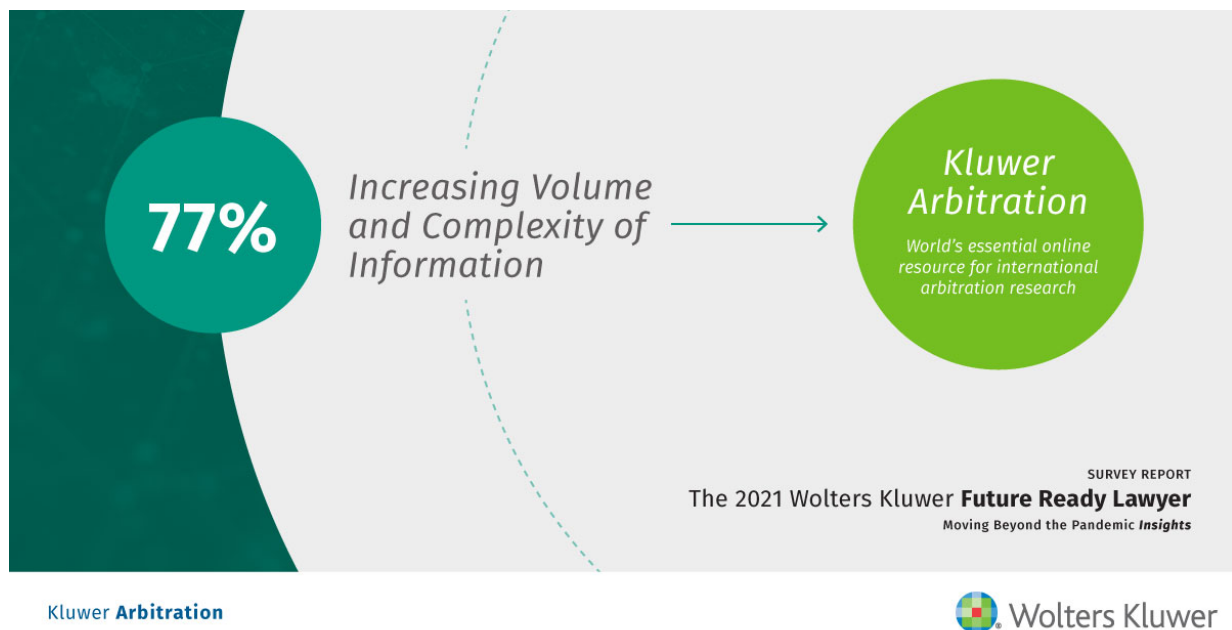 77%
Increasing Volume
and Complexity of
Information
Kluwer
Arbitration
World's essential online
resource for international
arbitration research
SURVEY REPORT
The 2021 Wolters Kluwer Future Ready Lawyer
Moving Beyond the Pandemic Insights
Kluwer Arbitration
Wolters Kluwer